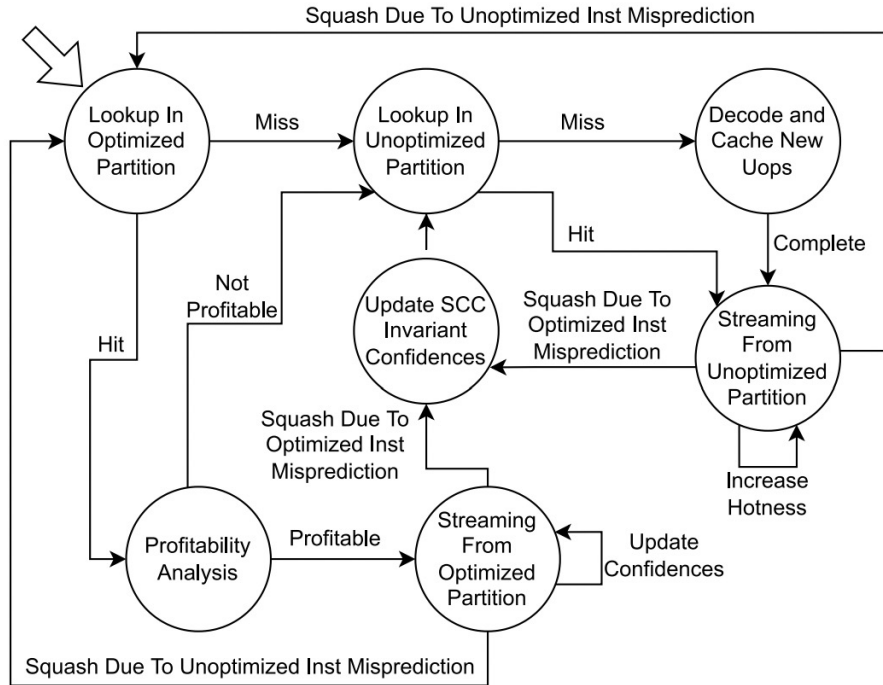 Squash Due To Unoptimized Inst Misprediction
Lookup In
Optimized
Partition
Miss
Lookup In
Unoptimized
Partition
Miss
Decode and
Cache New
Uops
Hit
Complete
Not
Profitable
Update SCC
Invariant
Confidences
Squash Due To
Optimized Inst
Misprediction
Streaming
From
Unoptimized
Partition
Hit
Squash Due To
Optimized Inst
Misprediction
Increase
Hotness
Profitability
Analysis
Profitable
Streaming
From
Optimized
Partition
Update
Confidences
Squash Due To Unoptimized Inst Misprediction